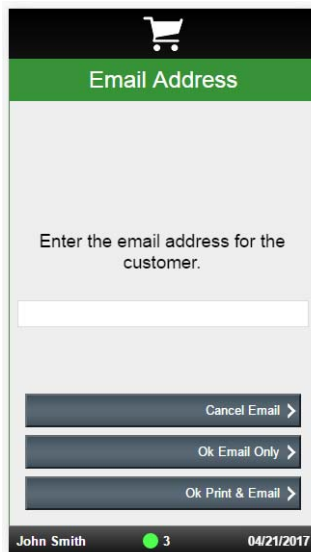 Email Address
Enter the email address for the
customer.
Cancel Email
Ok Email Only
Ok Print & Email
John Smith 3 04/21/2017